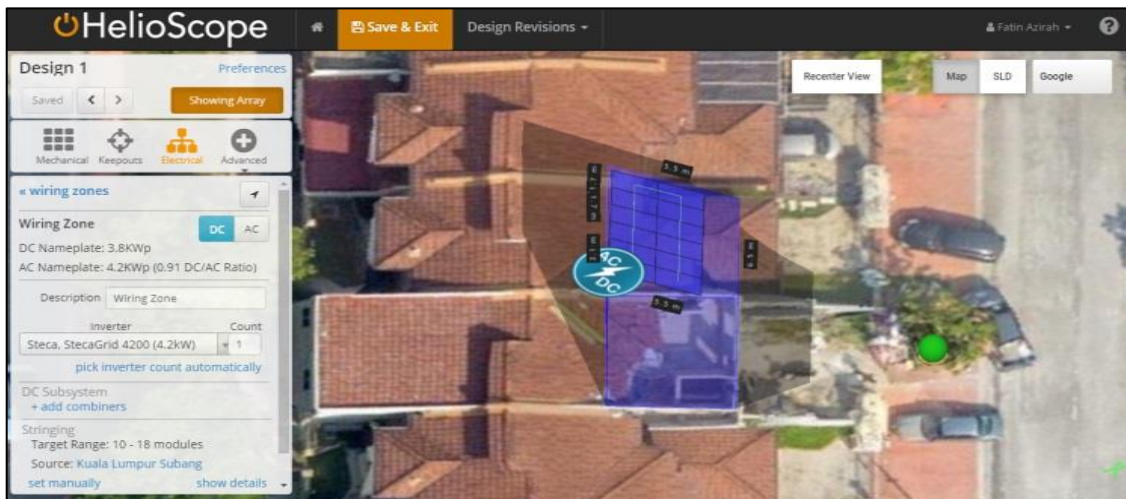 HelioScope
Save & Exit
Design Revisions
Fatin Azirah
?
Design 1
Preferences
Saved < >
Showing Array
Mechanical Keepouts Electrical Advanced
« wiring zones
Wiring Zone
DC AC
DC Nameplate: 3.8KWp
AC Nameplate: 4.2KWp (0.91 DC/AC Ratio)
Description Wiring Zone
Inverter Count
Steca, StecaGrid 4200 (4.2kW) 1
pick inverter count automatically
DC Subsystem
+ add combiners
Stringing
Target Range: 10 - 18 modules
Source: Kuala Lumpur Subang
set manually show details
Recenter View
Map SLD Google
5.5 m
6.5 m
AC
DC
5.5 m